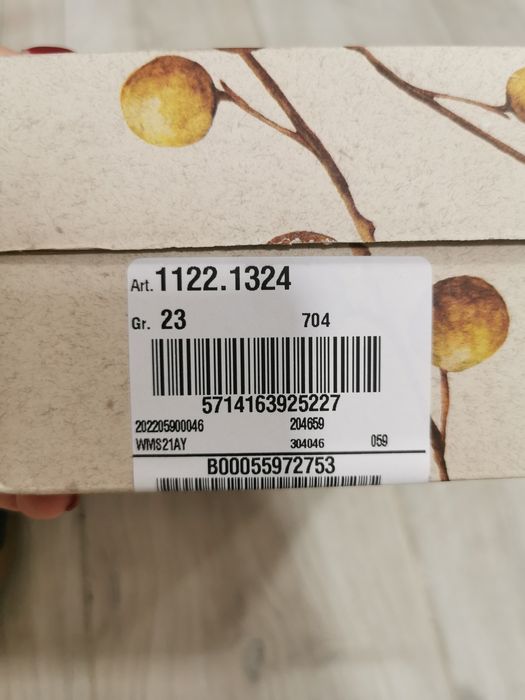 Art. 1122.1324
Gr. 23 704
5714163925227
202205900046 204659
WMS21AY 304046 059
B00055972753